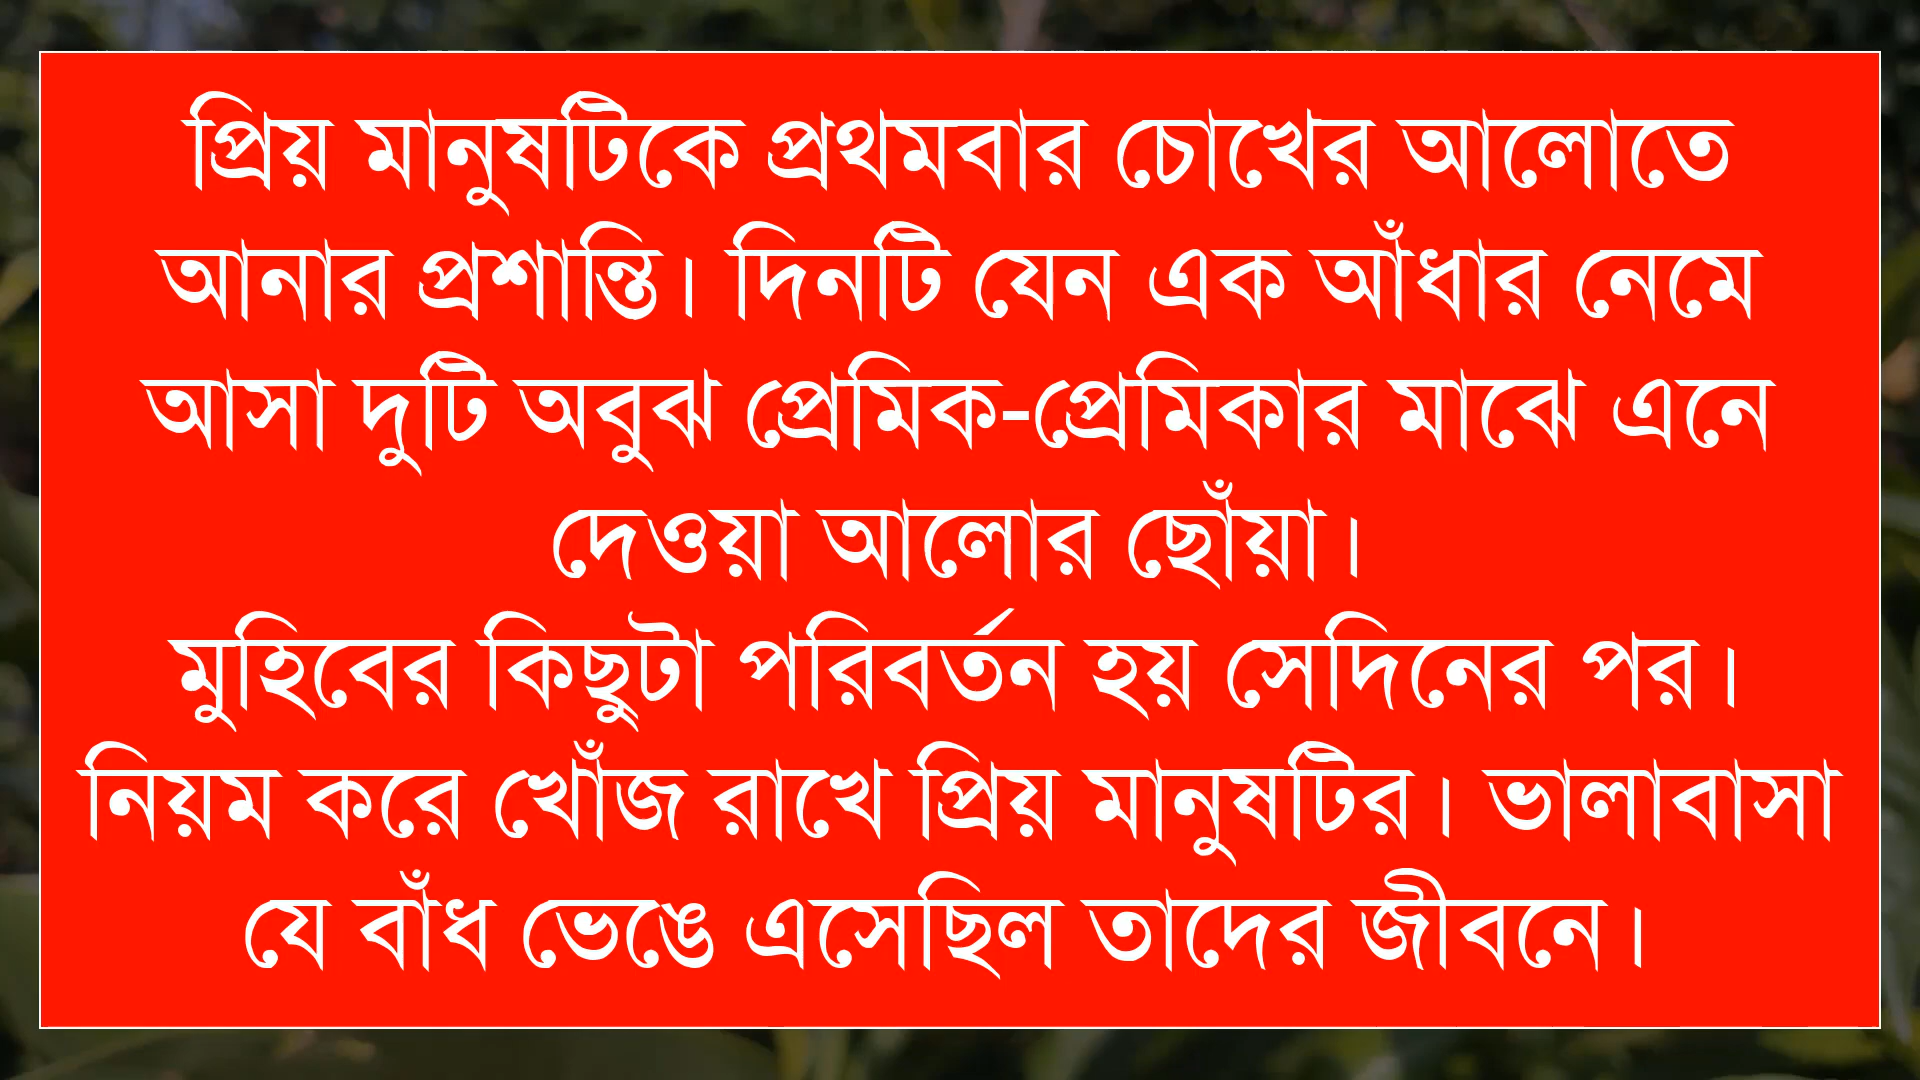 প্রিয় মানুষটিকে প্রথমবার চোখের আলোতে
আনার প্রশান্তি। দিনটি যেন এক আঁধার নেমে
আসা দুটি অবুঝ প্রেমিক-প্রেমিকার মাঝে এনে
দেওয়া আলোর ছোঁয়া।
মুহিবের কিছুটা পরিবর্তন হয় সেদিনের পর।
নিয়ম করে খোঁজ রাখে প্রিয় মানুষটির। ভালাবাসা
যে বাঁধ ভেঙে এসেছিল তাদের জীবনে।